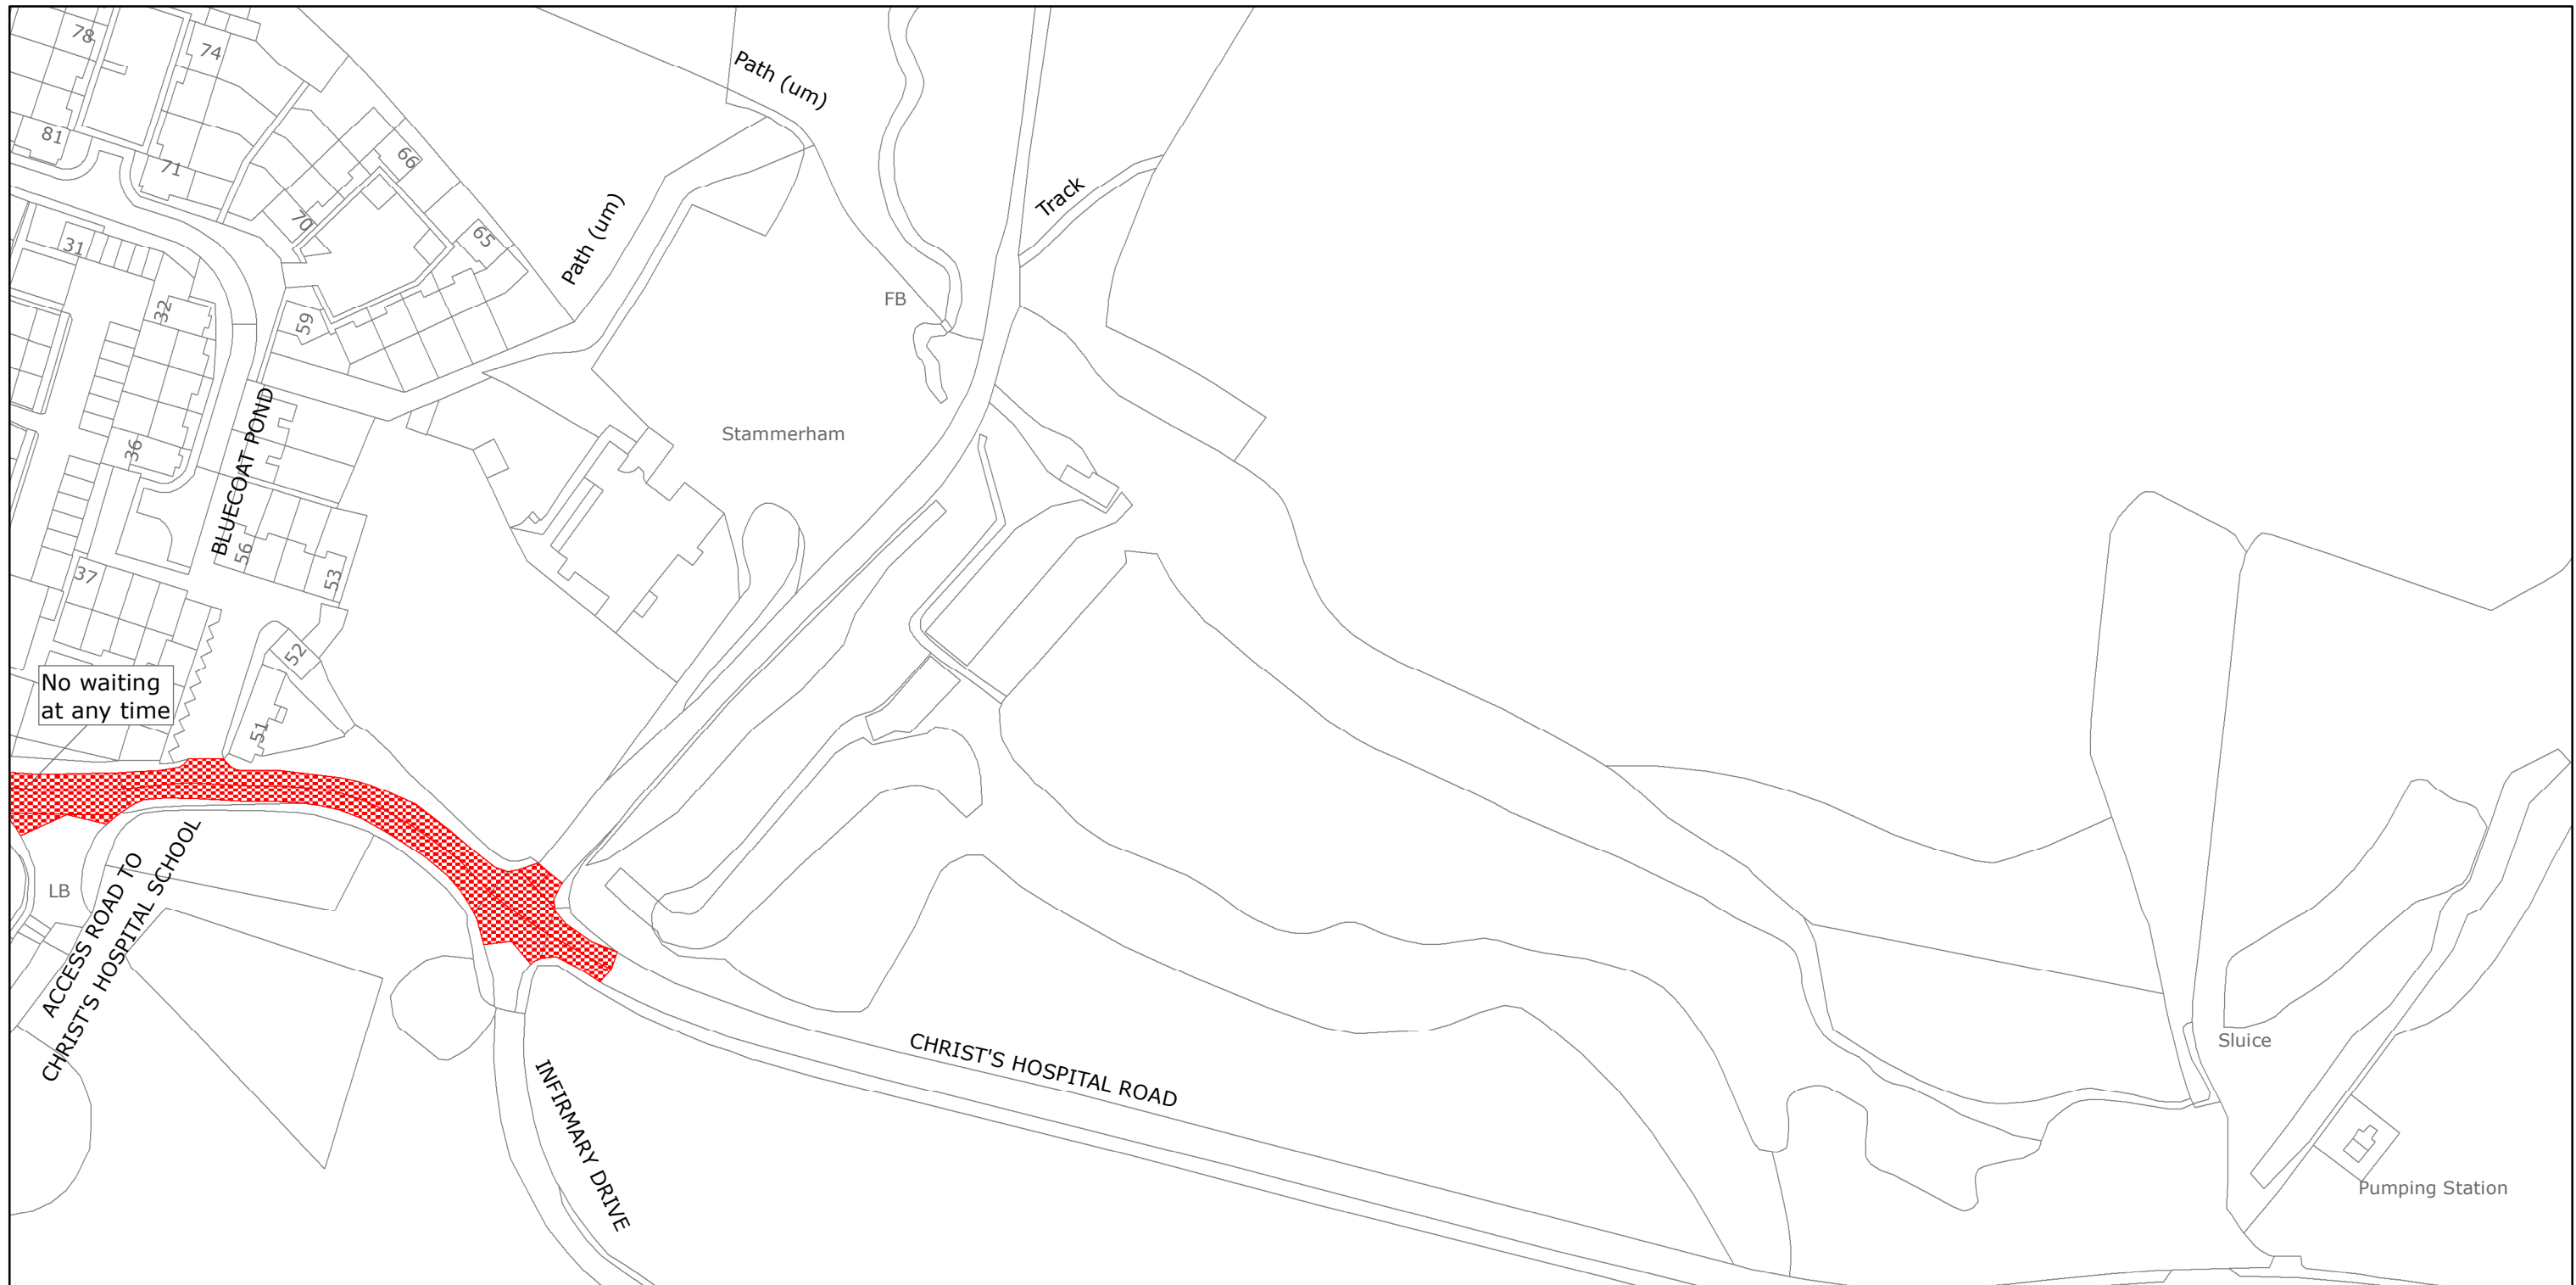 78
74
Path (um)
81
71
66
Track
70
65
31
Path (um)
32
59
FB
36
BLUECOAT POND
Stammerham
56
53
37
52
No waiting
at any time
51
LB
ACCESS ROAD TO
CHRIST'S HOSPITAL SCHOOL
CHRIST'S HOSPITAL ROAD
Sluice
INFIRMARY DRIVE
Pumping Station